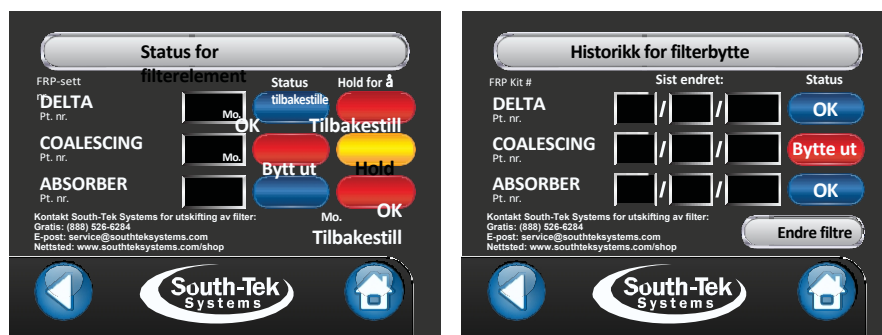 Status for
filterelement
FRP-sett
nr.
Status
Hold for å
tilbakestille
DELTA
Pt. nr.
Mo.
OK
Tilbakestill
COALESCING
Pt. nr.
Mo.
Bytt ut
Hold
ABSORBER
Pt. nr.
Mo.
OK
Tilbakestill
Kontakt South-Tek Systems for utskifting av filter:
Gratis: (888) 526-6284
E-post: service@southteksystems.com
Nettsted: www.southteksystems.com/shop
South-Tek
Systems
Historikk for filterbytte
FRP Kit #
Sist endret:
Status
DELTA
Pt. nr.
/ /
OK
COALESCING
Pt. nr.
/ /
Bytte ut
ABSORBER
Pt. nr.
/ /
OK
Kontakt South-Tek Systems for utskifting av filter:
Gratis: (888) 526-6284
E-post: service@southteksystems.com
Nettsted: www.southteksystems.com/shop
Endre filtre
South-Tek
Systems